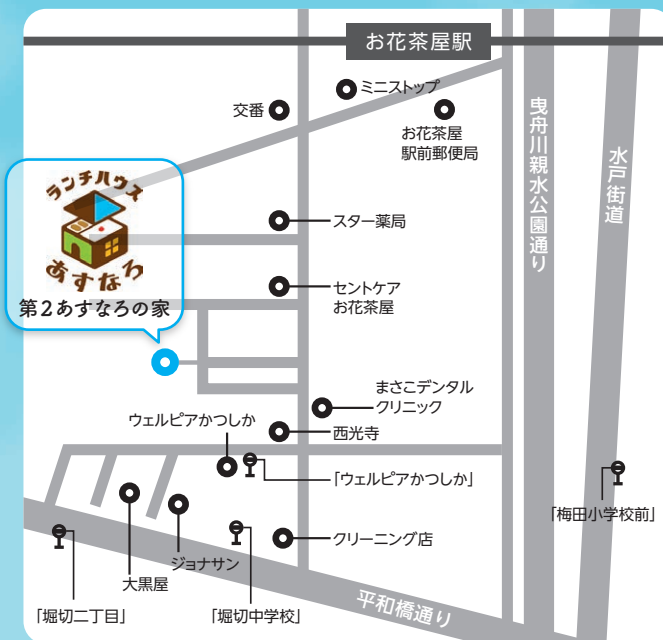 お花茶屋駅
ミニストップ
交番
お花茶屋
駅前郵便局
曳舟川親水公園通り
水戸街道
ランチハウス
あすなろ
第2あすなろの家
スター薬局
セントケア
お花茶屋
まさこデンタル
クリニック
ウェルピアかつしか
西光寺
「ウェルピアかつしか」
「梅田小学校前」
クリーニング店
ジョナサン
大黒屋
「堀切二丁目」
「堀切中学校」
平和橋通り